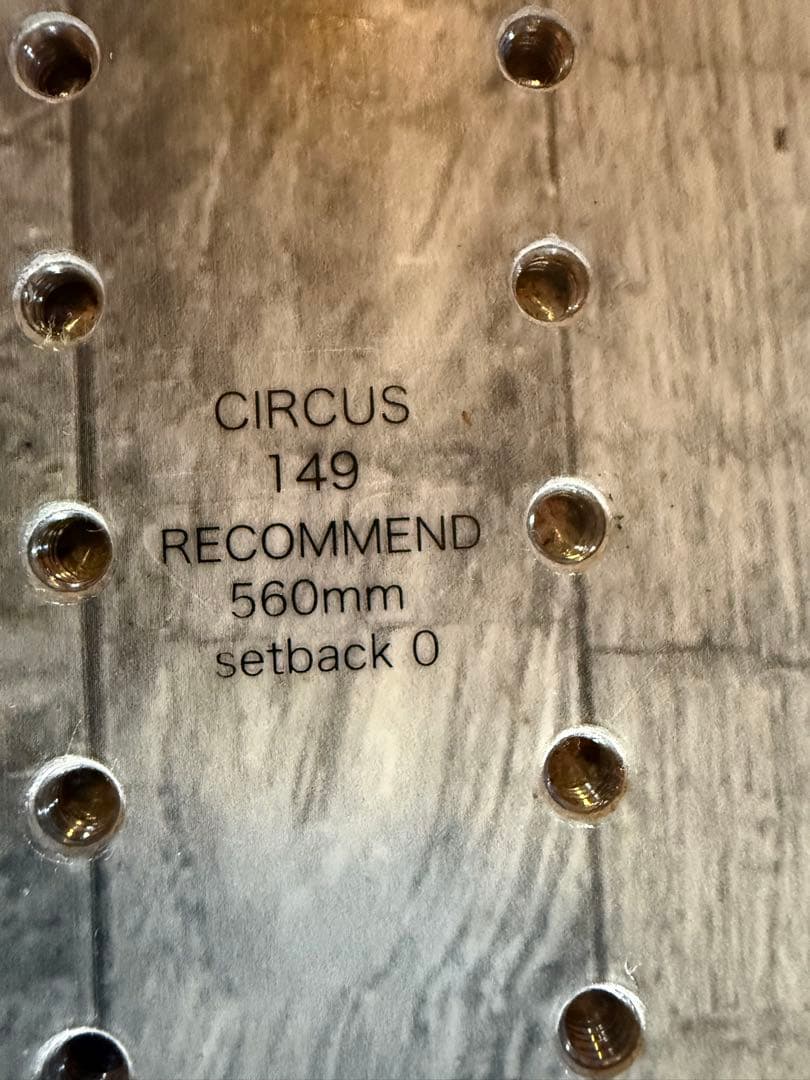 CIRCUS
149
RECOMMEND
560mm
setback 0